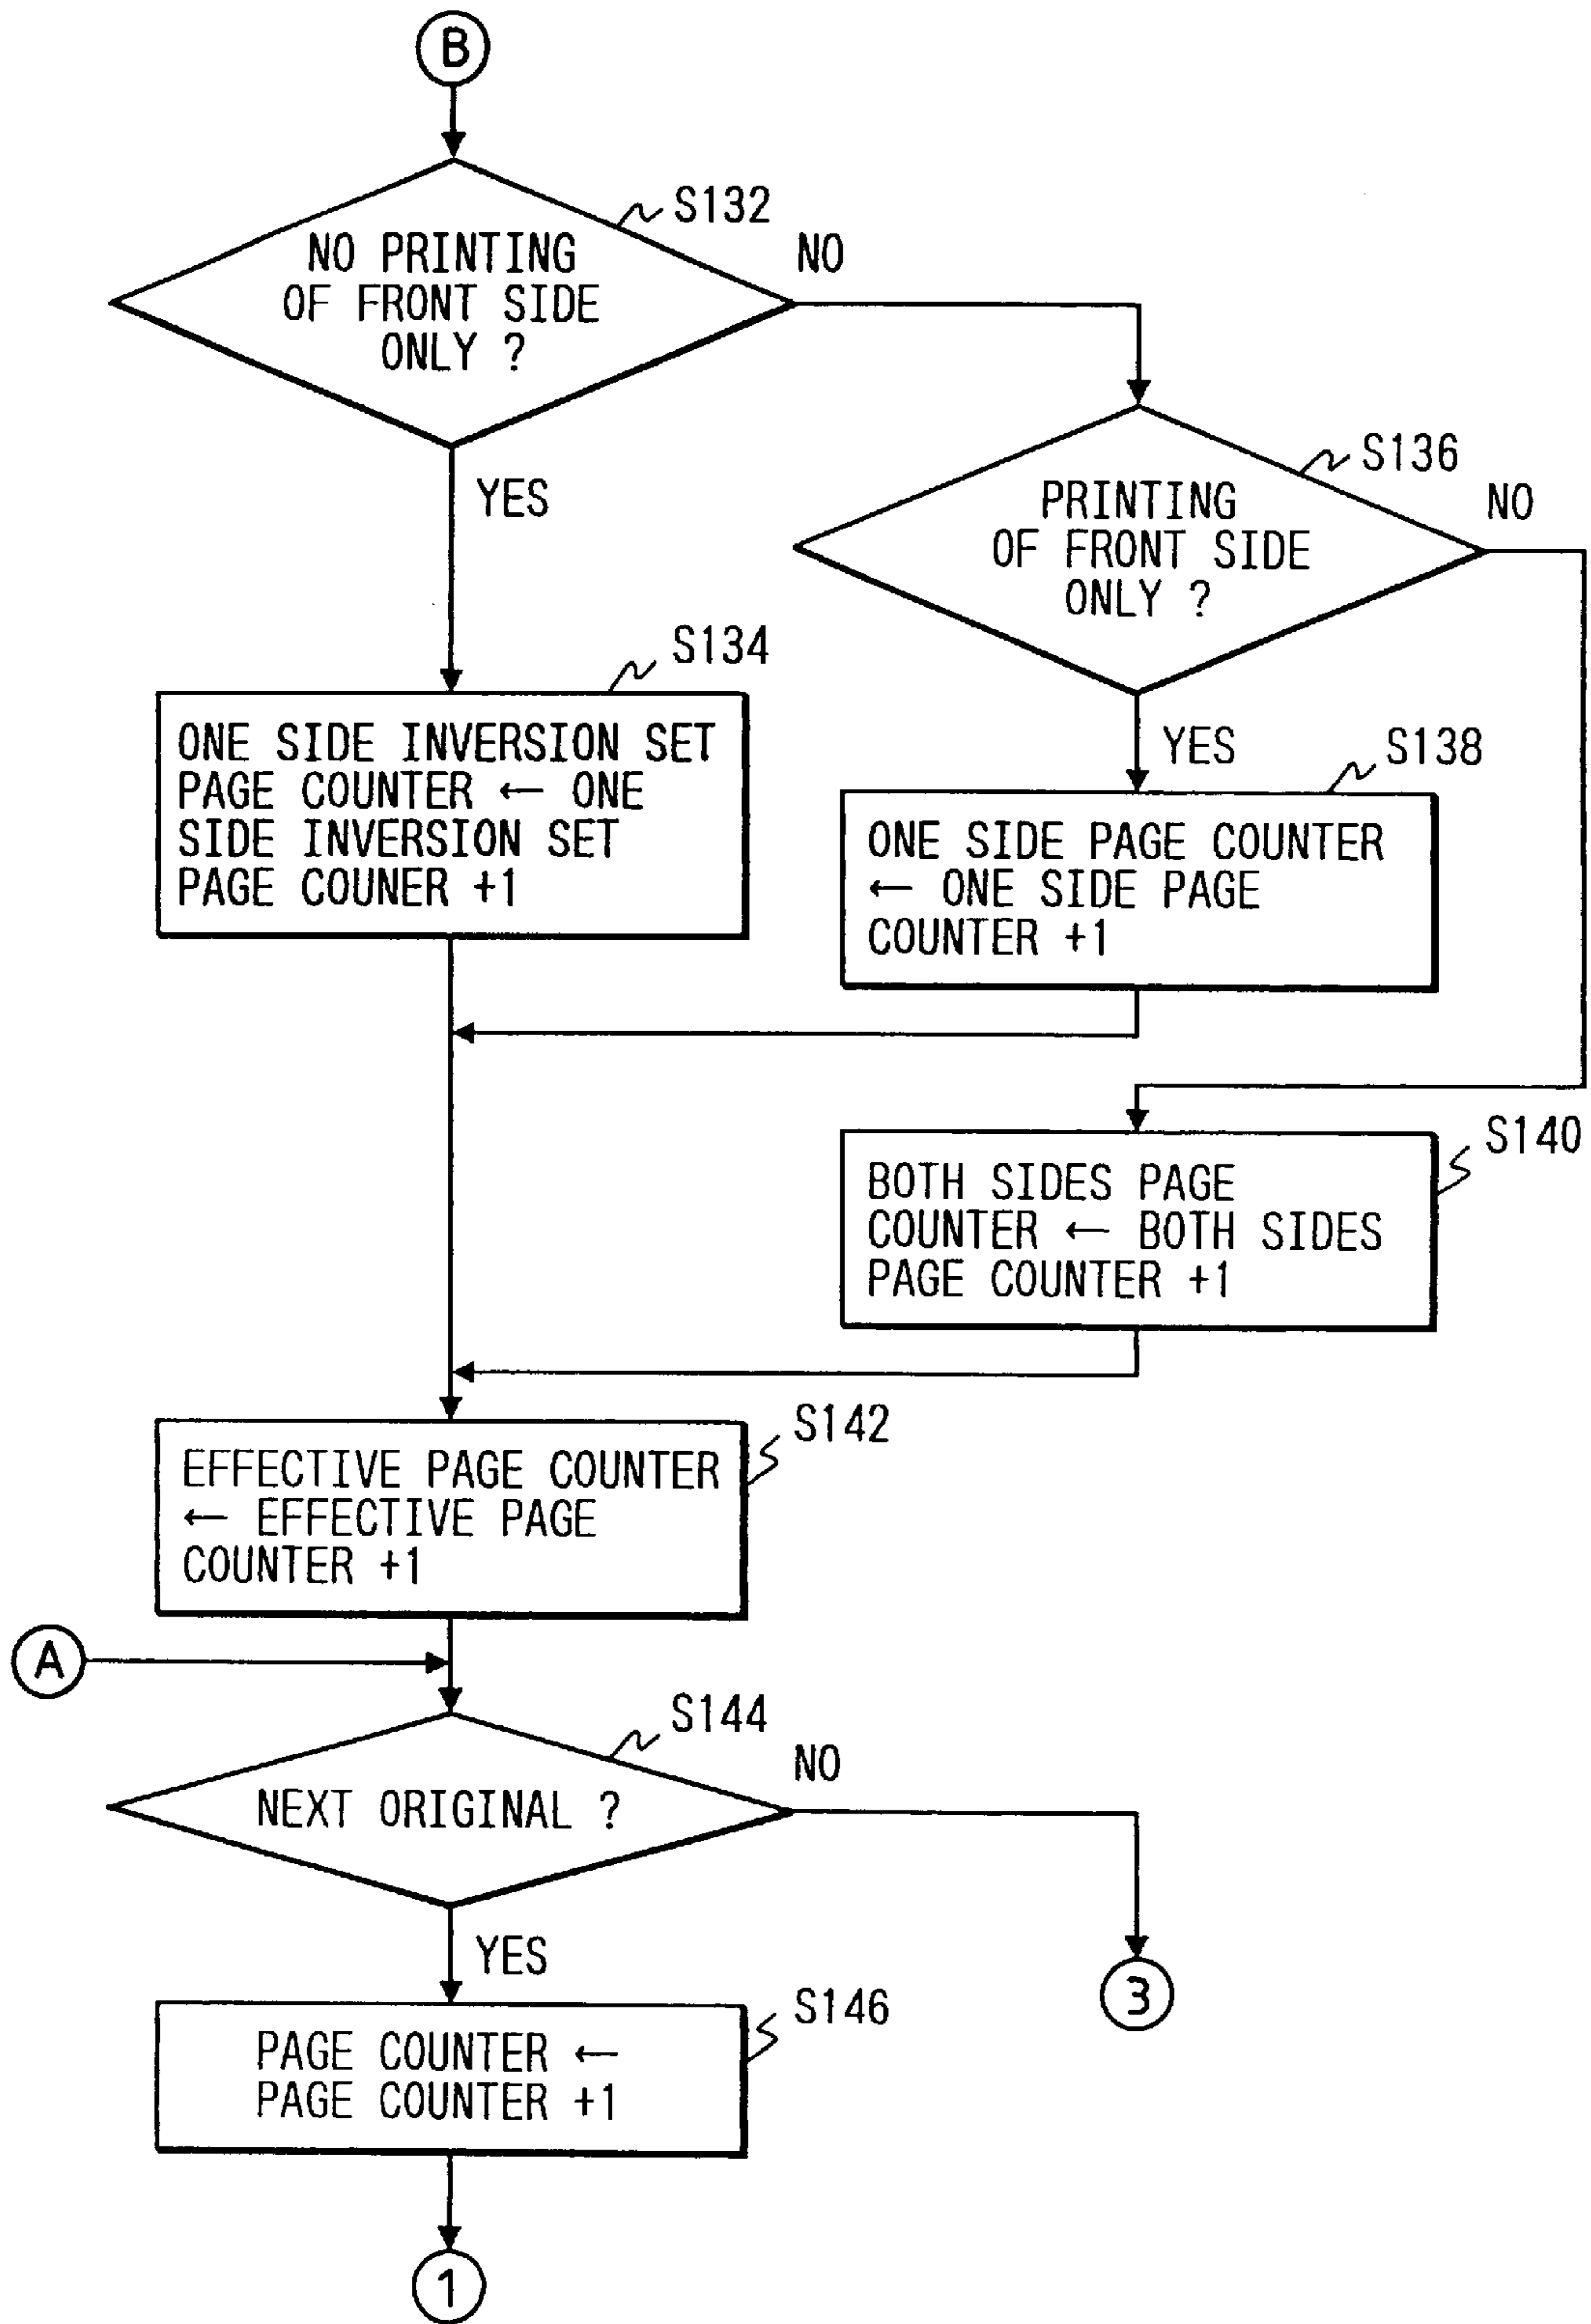 B
S132
NO PRINTING
OF FRONT SIDE
ONLY ?
NO
YES
S136
PRINTING
OF FRONT SIDE
ONLY ?
NO
YES
S134
ONE SIDE INVERSION SET
PAGE COUNTER ← ONE
SIDE INVERSION SET
PAGE COUNER +1
S138
ONE SIDE PAGE COUNTER
← ONE SIDE PAGE
COUNTER +1
S140
BOTH SIDES PAGE
COUNTER ← BOTH SIDES
PAGE COUNTER +1
S142
EFFECTIVE PAGE COUNTER
← EFFECTIVE PAGE
COUNTER +1
A
S144
NEXT ORIGINAL ?
NO
YES
3
S146
PAGE COUNTER ←
PAGE COUNTER +1
1